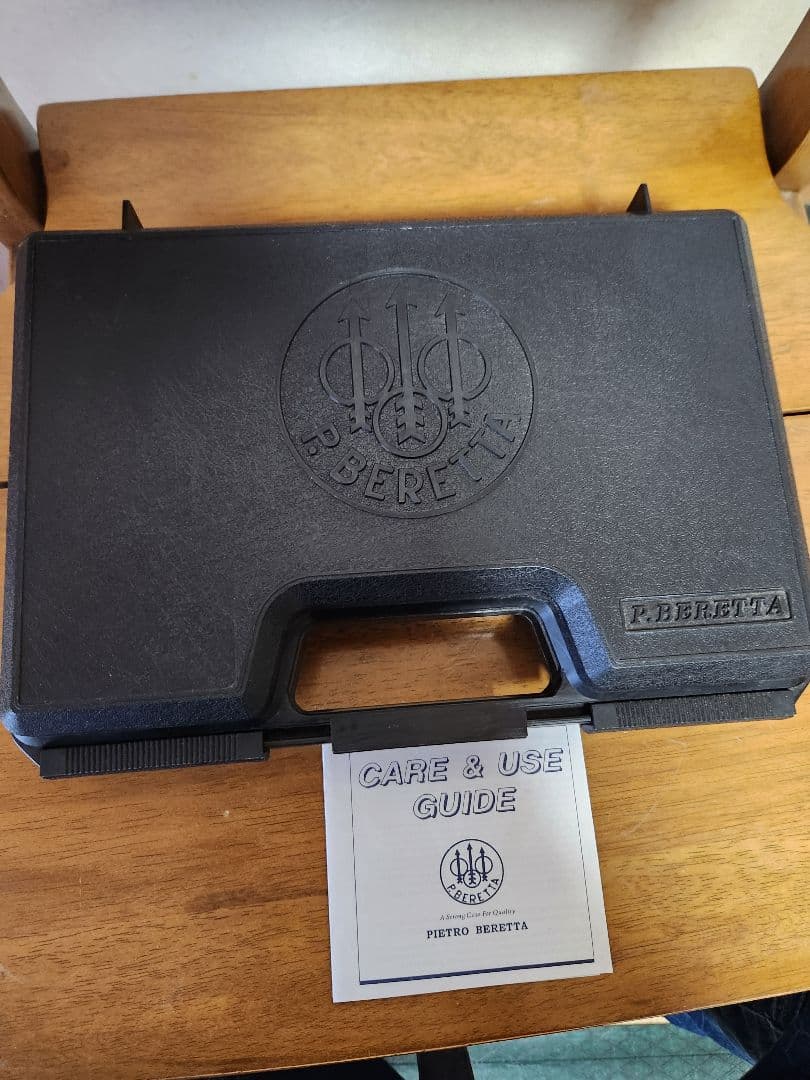 P. BERETTA
P. BERETTA
CARE & USE
GUIDE
P. BERETTA
A Strong Case For Quality
PIETRO BERETTA